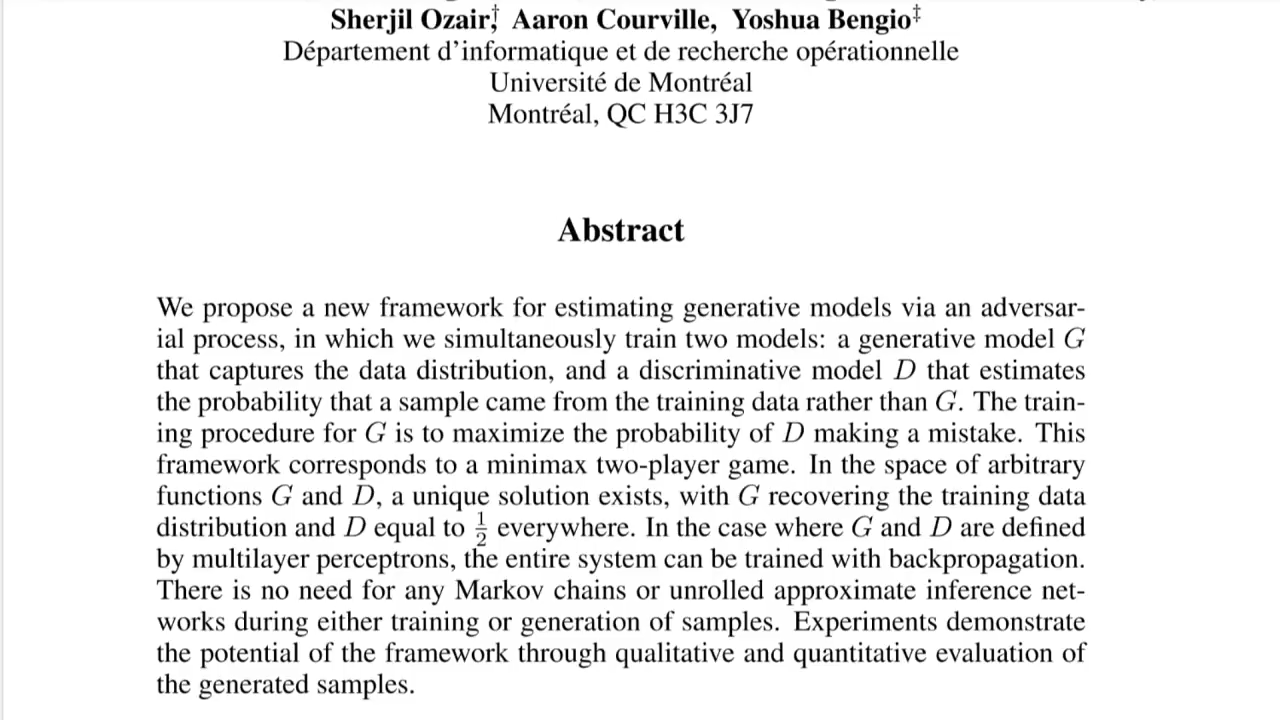 Sherjil Ozair†, Aaron Courville, Yoshua Bengio‡
Département d'informatique et de recherche opérationnelle
Université de Montréal
Montréal, QC H3C 3J7
Abstract
We propose a new framework for estimating generative models via an adversar-
ial process, in which we simultaneously train two models: a generative model G
that captures the data distribution, and a discriminative model D that estimates
the probability that a sample came from the training data rather than G. The train-
ing procedure for G is to maximize the probability of D making a mistake. This
framework corresponds to a minimax two-player game. In the space of arbitrary
functions G and D, a unique solution exists, with G recovering the training data
distribution and D equal to 1/2 everywhere. In the case where G and D are defined
by multilayer perceptrons, the entire system can be trained with backpropagation.
There is no need for any Markov chains or unrolled approximate inference net-
works during either training or generation of samples. Experiments demonstrate
the potential of the framework through qualitative and quantitative evaluation of
the generated samples.